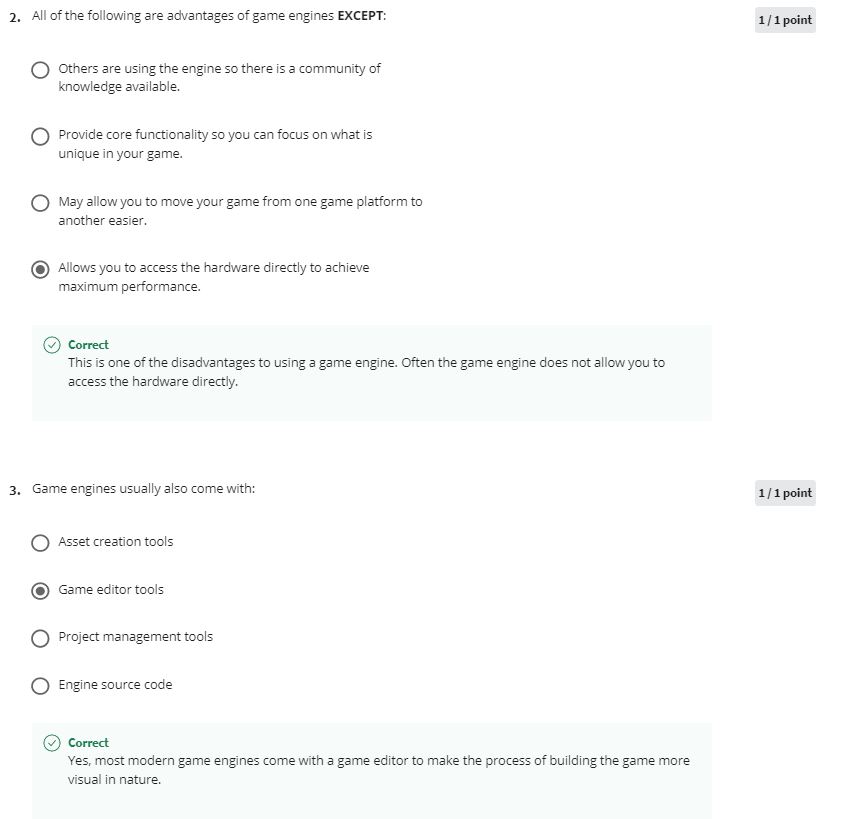 2. All of the following are advantages of game engines EXCEPT:
1 / 1 point
Others are using the engine so there is a community of
knowledge available.
Provide core functionality so you can focus on what is
unique in your game.
May allow you to move your game from one game platform to
another easier.
Allows you to access the hardware directly to achieve
maximum performance.
Correct
This is one of the disadvantages to using a game engine. Often the game engine does not allow you to
access the hardware directly.
3. Game engines usually also come with:
1 / 1 point
Asset creation tools
Game editor tools
Project management tools
Engine source code
Correct
Yes, most modern game engines come with a game editor to make the process of building the game more
visual in nature.